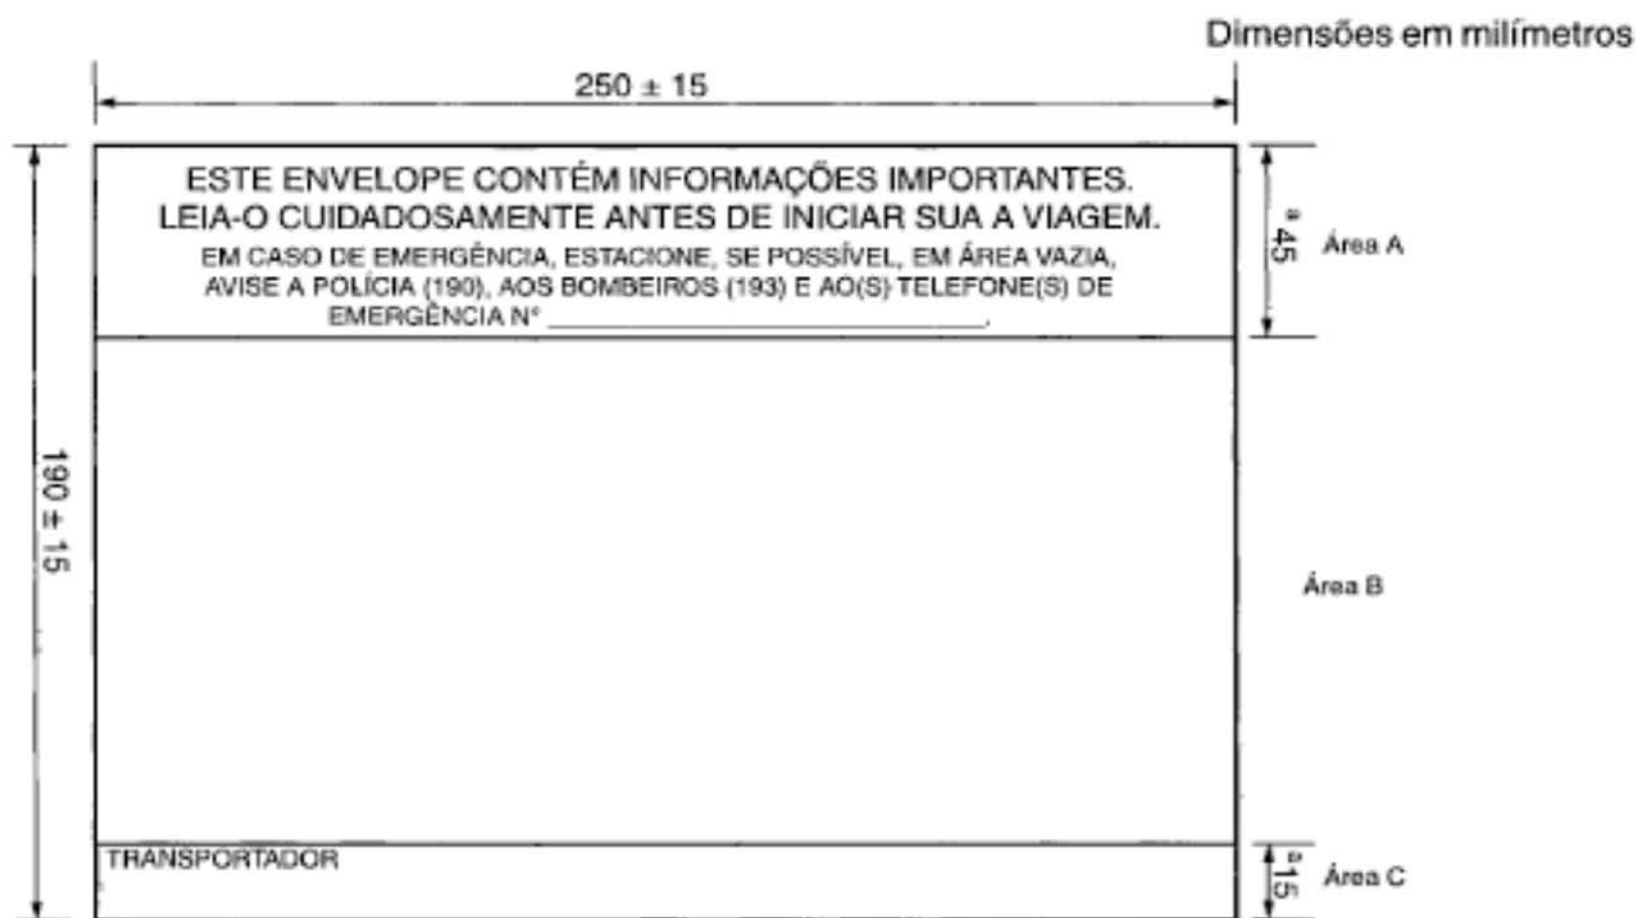 Dimensões em milímetros
250 ± 15
ESTE ENVELOPE CONTÉM INFORMAÇÕES IMPORTANTES.
LEIA-O CUIDADOSAMENTE ANTES DE INICIAR SUA A VIAGEM.
EM CASO DE EMERGÊNCIA, ESTACIONE, SE POSSÍVEL, EM ÁREA VAZIA,
AVISE A POLÍCIA (190), AOS BOMBEIROS (193) E AO(S) TELEFONE(S) DE
EMERGÊNCIA N° ______________________.
a 45
Área A
190 ± 15
Área B
TRANSPORTADOR
a 15
Área C